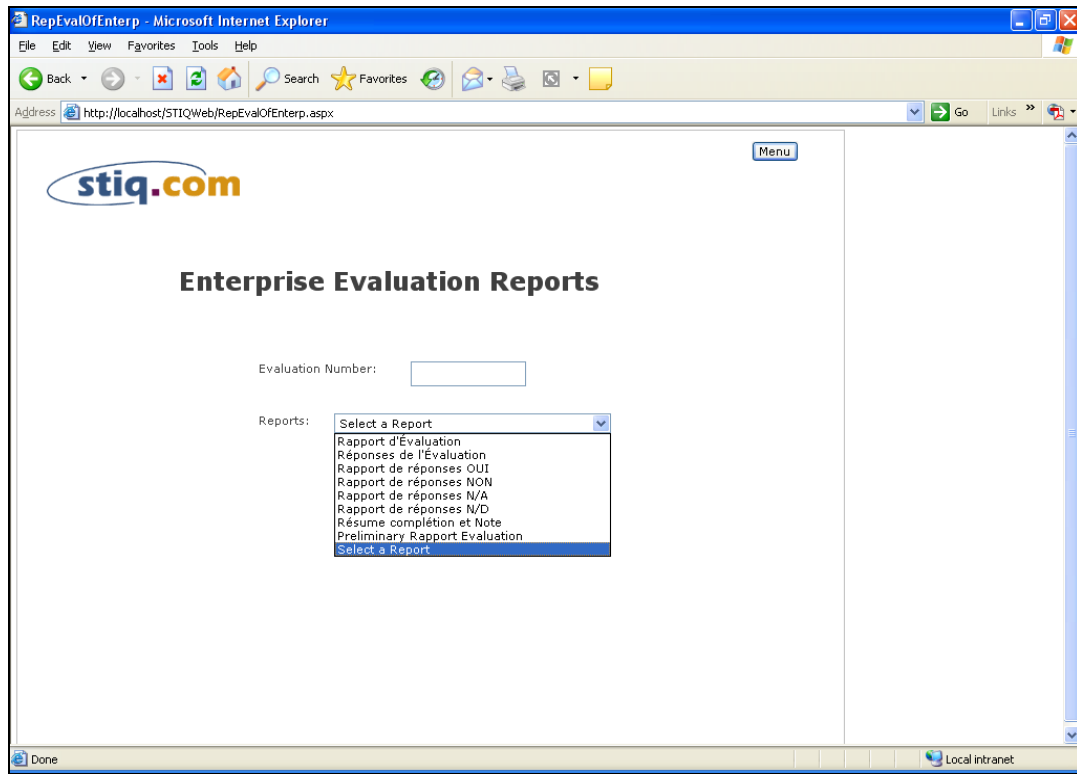 RepEvalOfEnterp - Microsoft Internet Explorer
File Edit View Favorites Tools Help
Back Search Favorites
Address http://localhost/STIQWeb/RepEvalOfEnterp.aspx Go Links »
Menu
stiq.com
Enterprise Evaluation Reports
Evaluation Number:
Reports: Select a Report
Rapport d'Évaluation
Réponses de l'Évaluation
Rapport de réponses OUI
Rapport de réponses NON
Rapport de réponses N/A
Rapport de réponses N/D
Résume complétion et Note
Preliminary Rapport Evaluation
Select a Report
Done Local intranet